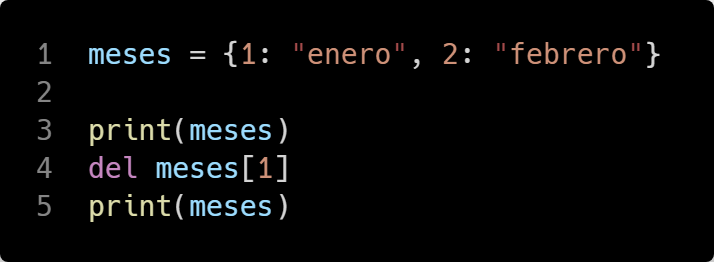 1 meses = {1: "enero", 2: "febrero"}
2
3 print(meses)
4 del meses[1]
5 print(meses)